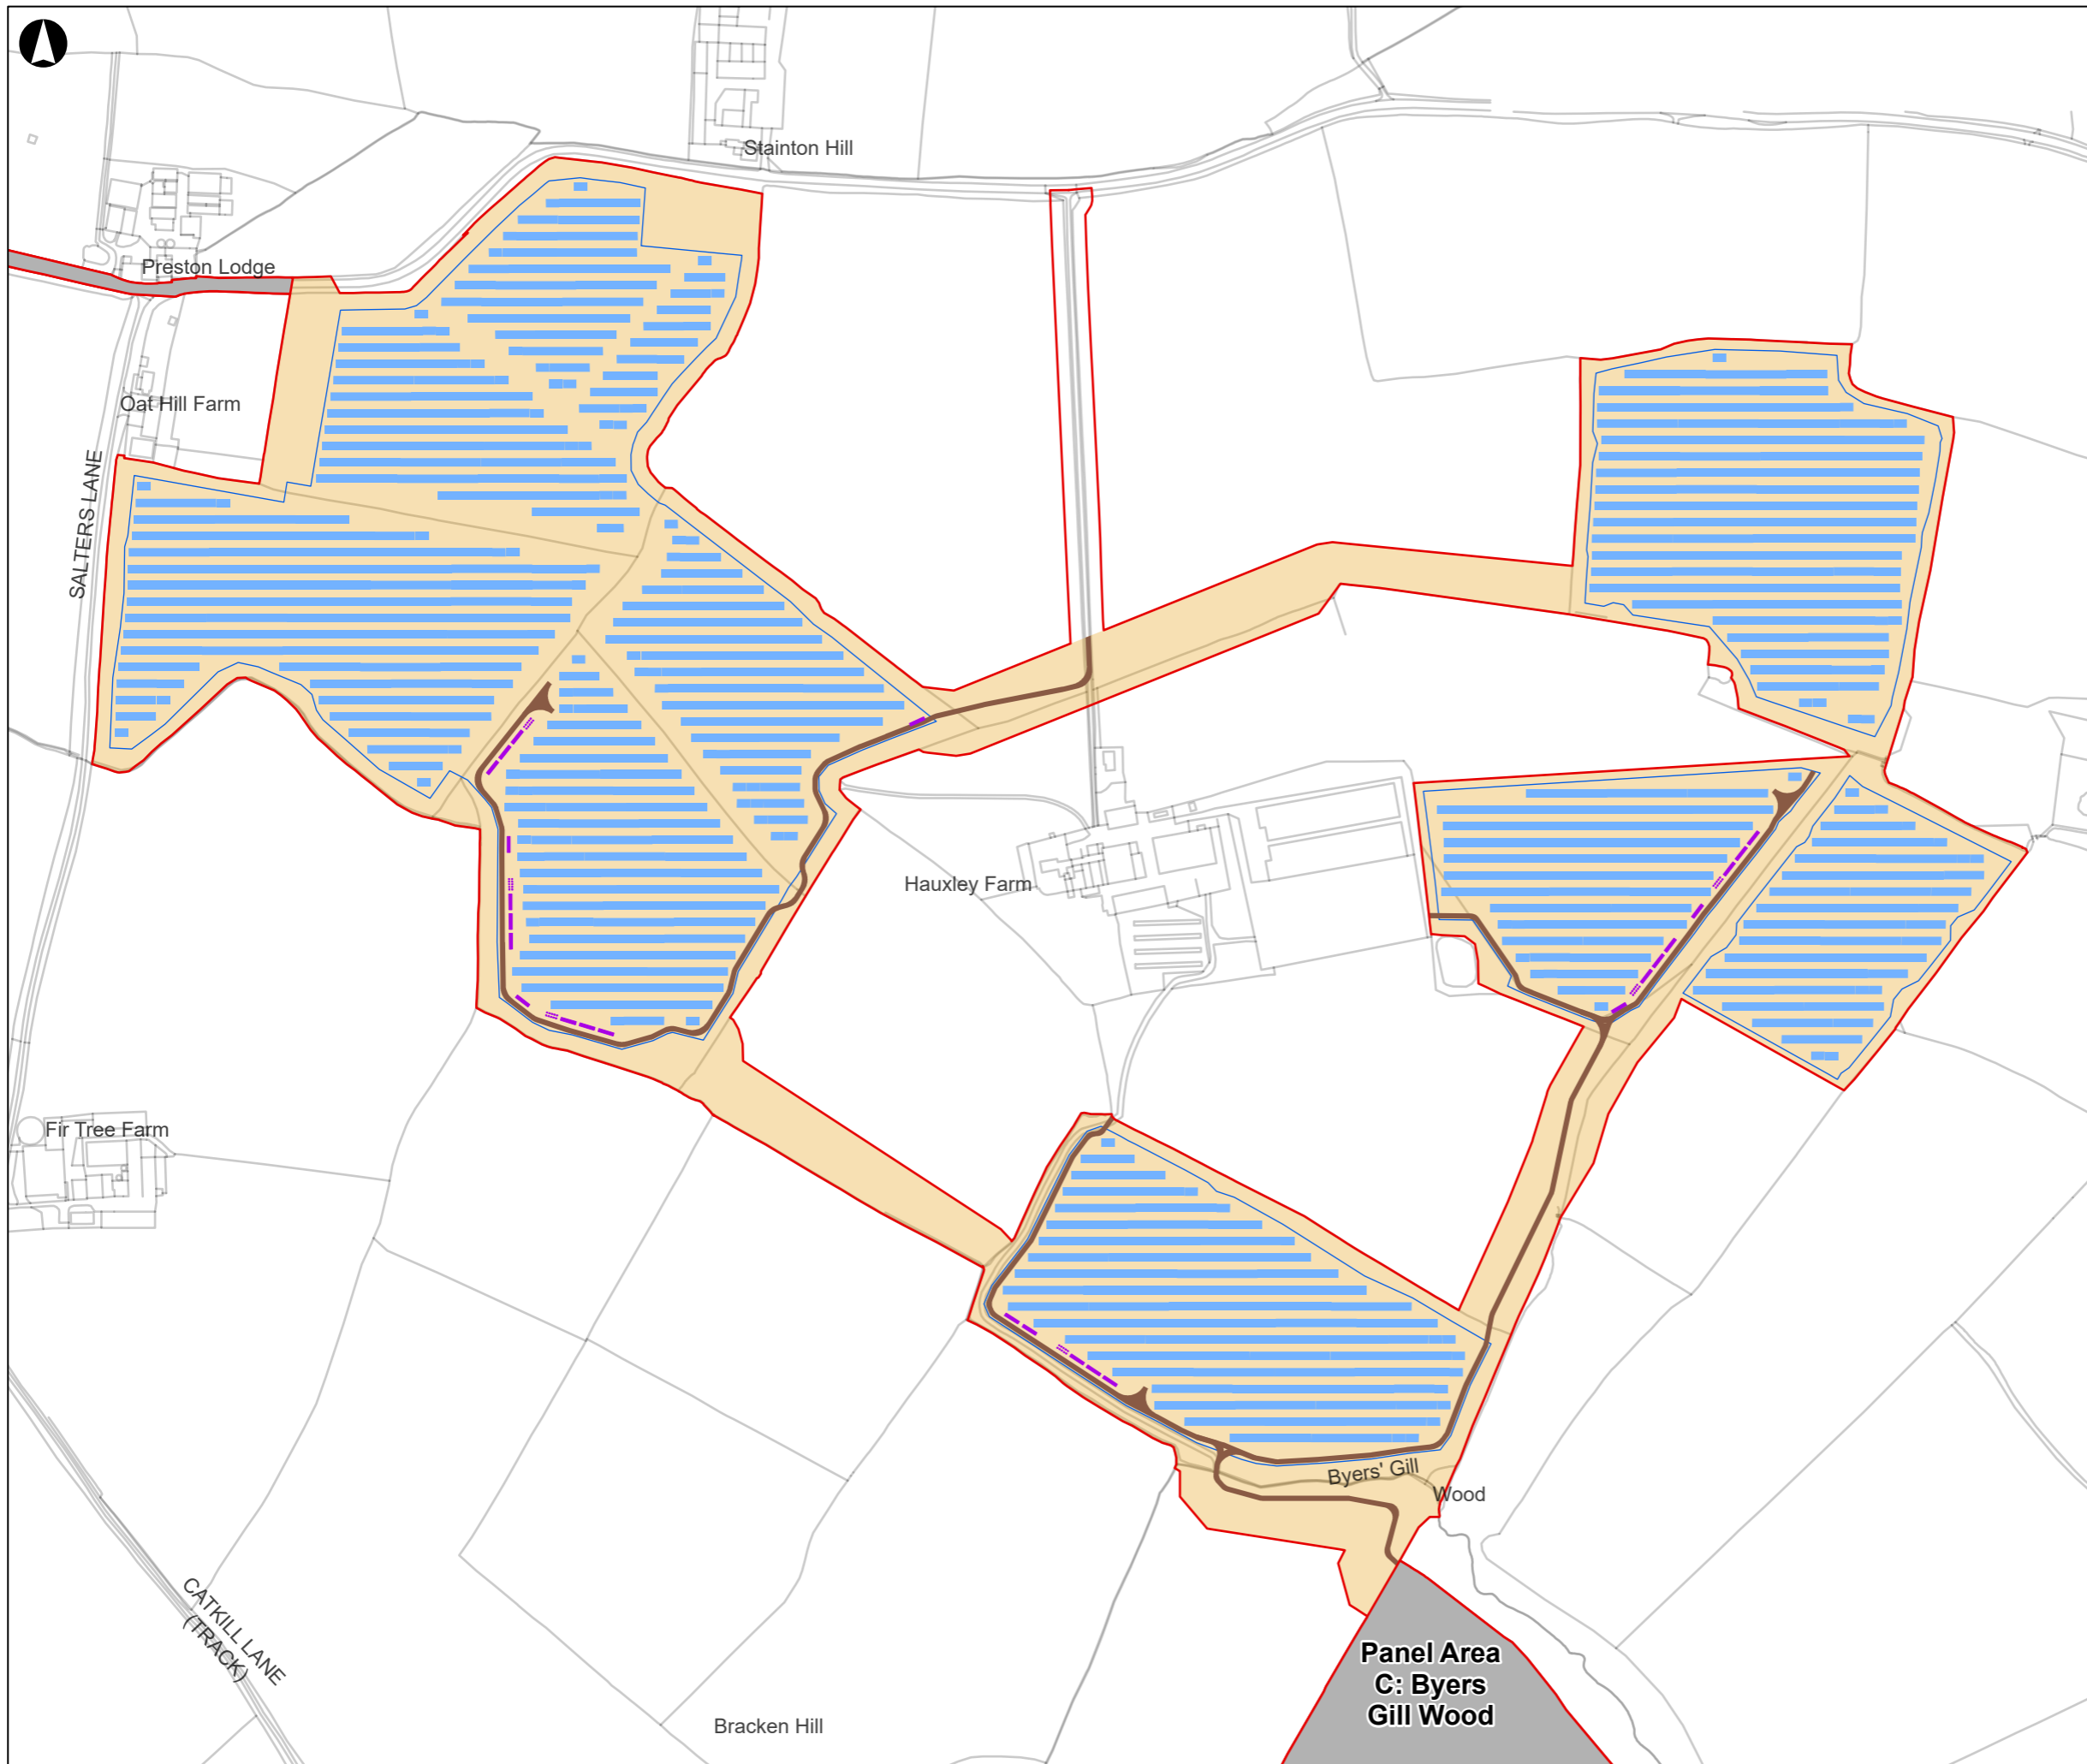 Stainton Hill
Preston Lodge
Oat Hill Farm
SALTERS LANE
Hauxley Farm
Fir Tree Farm
Byers' Gill
Wood
CATKILL LANE
(TRACK)
Panel Area
C: Byers
Gill Wood
Bracken Hill